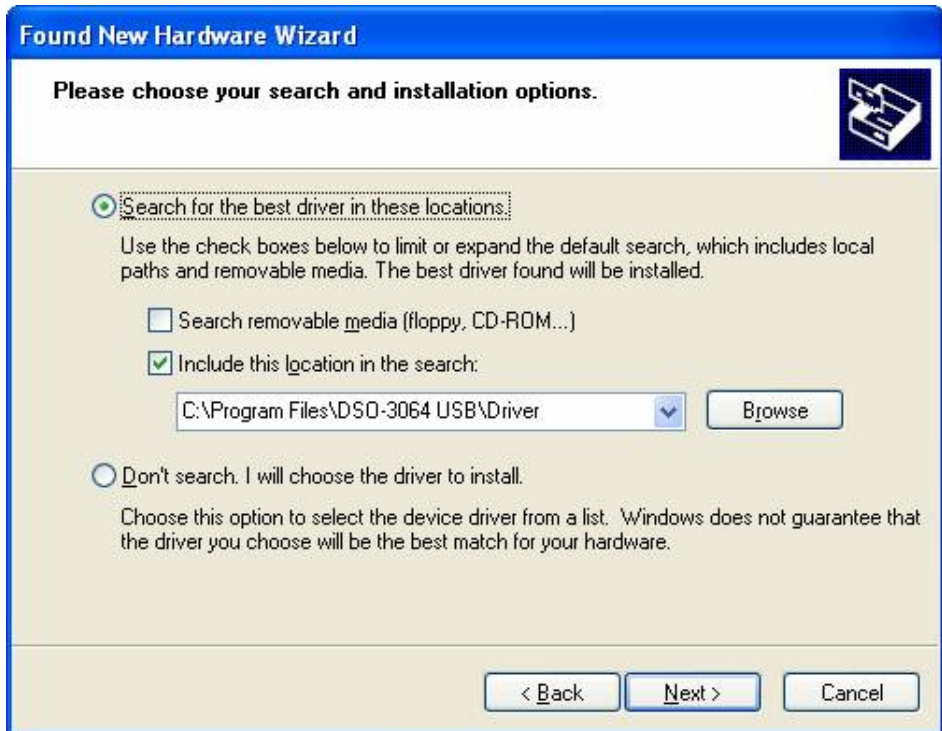 Found New Hardware Wizard
Please choose your search and installation options.
Search for the best driver in these locations.
Use the check boxes below to limit or expand the default search, which includes local
paths and removable media. The best driver found will be installed.
Search removable media (floppy, CD-ROM...)
Include this location in the search:
C:\Program Files\DSO-3064 USB\Driver
Browse
Don't search. I will choose the driver to install.
Choose this option to select the device driver from a list. Windows does not guarantee that
the driver you choose will be the best match for your hardware.
< Back
Next >
Cancel